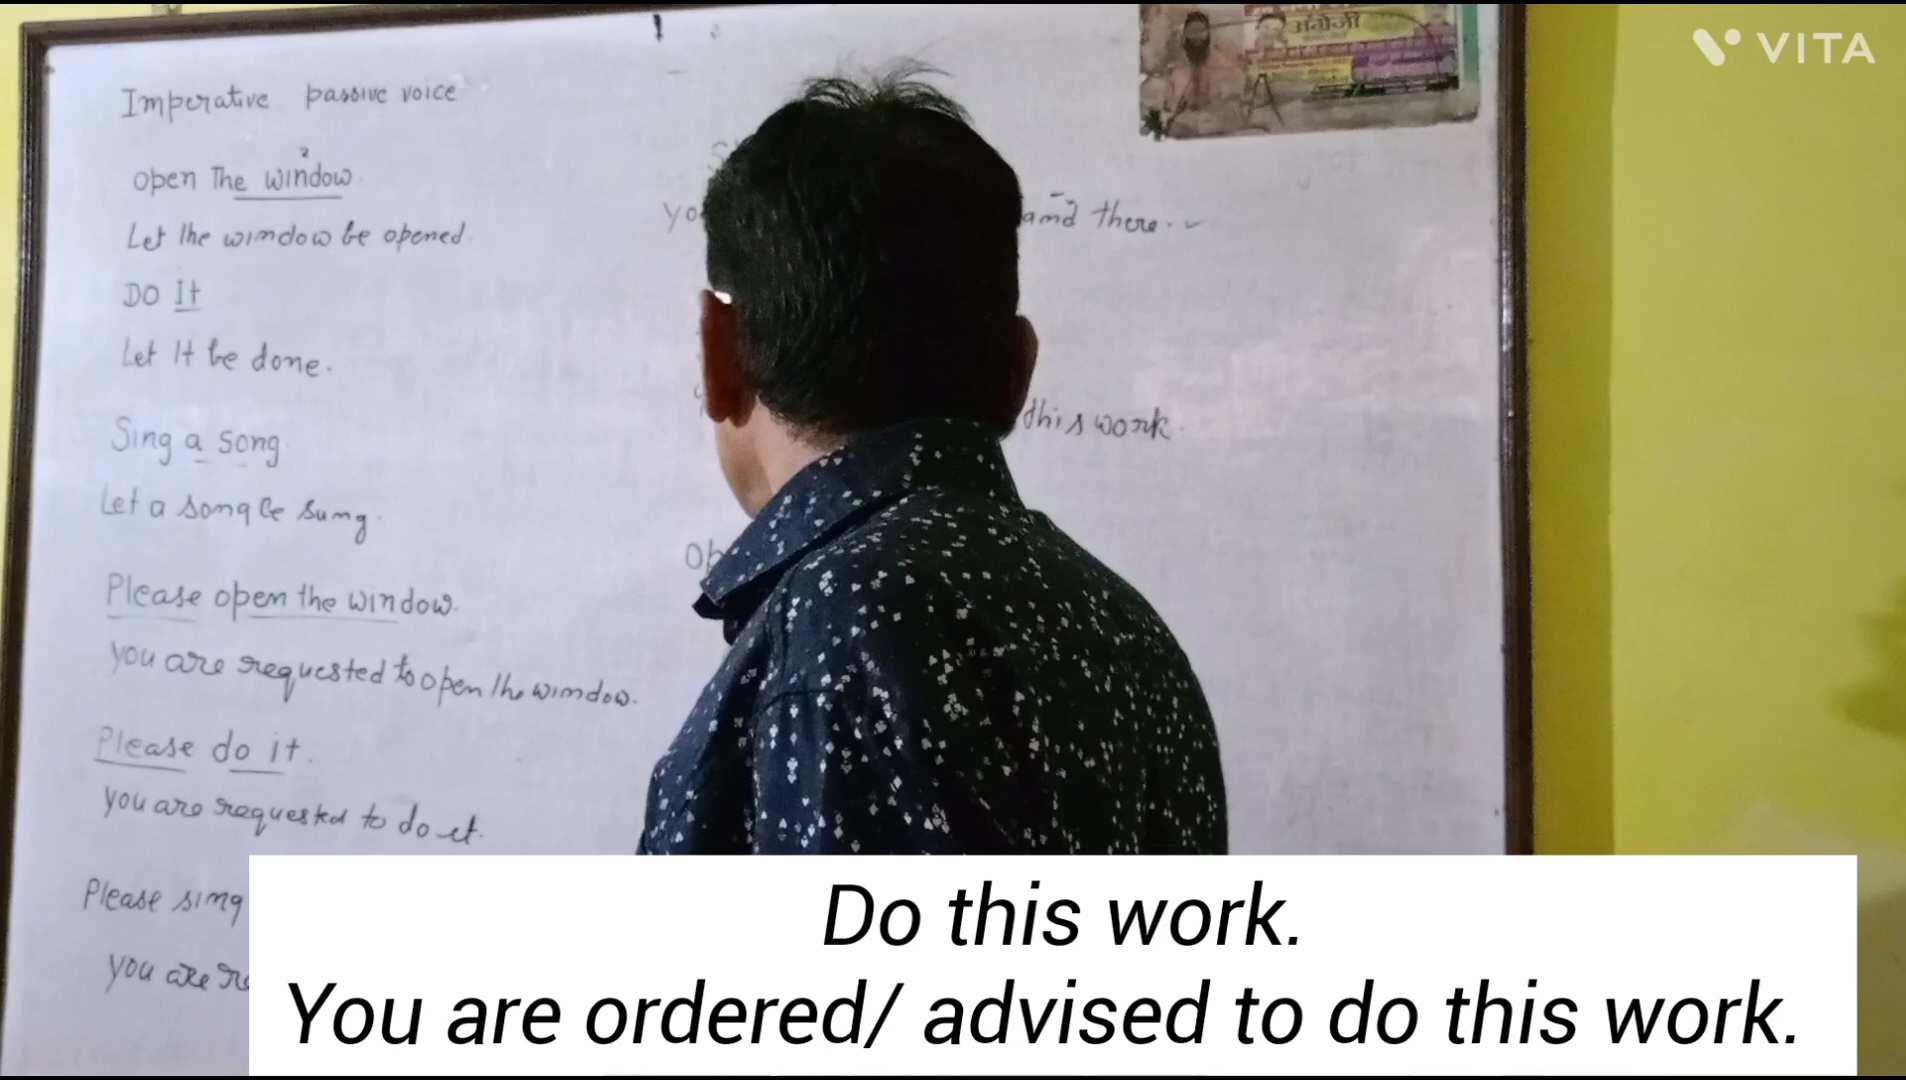 Imperative passive voice
open The window
2
Let the window be opened
DO It
Let It be done.
Sing a song.
Let a song be sung.
Please open the window.
you are requested to open the window.
Please do it.
you are requested to do it.
Please sing
you are re
and there.
this work.
अंग्रेजी
VITA
Do this work.
You are ordered/ advised to do this work.